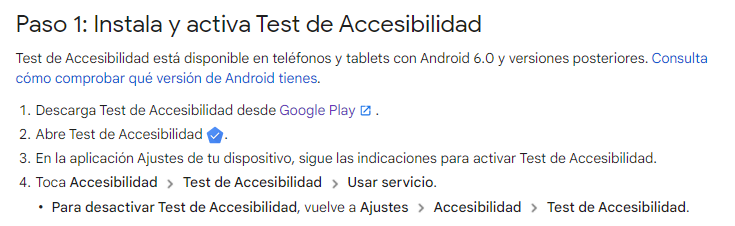 Paso 1: Instala y activa Test de Accesibilidad
Test de Accesibilidad está disponible en teléfonos y tablets con Android 6.0 y versiones posteriores. Consulta
cómo comprobar qué versión de Android tienes.
1. Descarga Test de Accesibilidad desde Google Play .
2. Abre Test de Accesibilidad .
3. En la aplicación Ajustes de tu dispositivo, sigue las indicaciones para activar Test de Accesibilidad.
4. Toca Accesibilidad > Test de Accesibilidad > Usar servicio.
• Para desactivar Test de Accesibilidad, vuelve a Ajustes > Accesibilidad > Test de Accesibilidad.